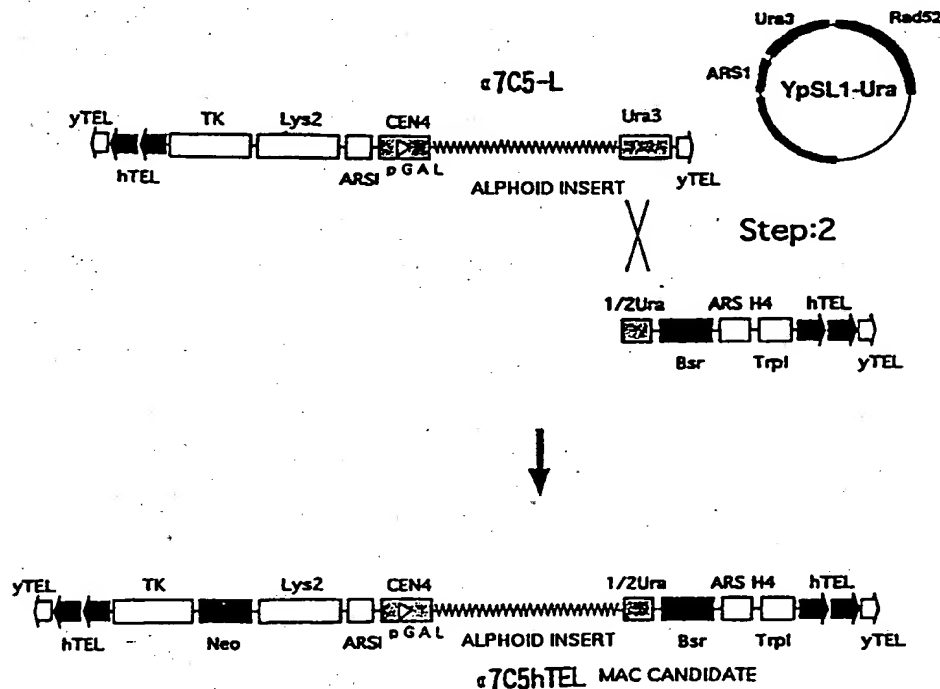 Ura3 Rad52
ARS1 YpSL1-Ura
α7C5-L
yTEL TK Lys2 CEN4 Ura3
hTEL ARSI pGAL ALPHOID INSERT yTEL
Step:2
1/2Ura ARS H4 hTEL
Bsr TrpI yTEL
yTEL TK Lys2 CEN4 1/2Ura ARS H4 hTEL
hTEL Neo ARSI pGAL ALPHOID INSERT Bsr TrpI yTEL
α7C5hTEL MAC CANDIDATE